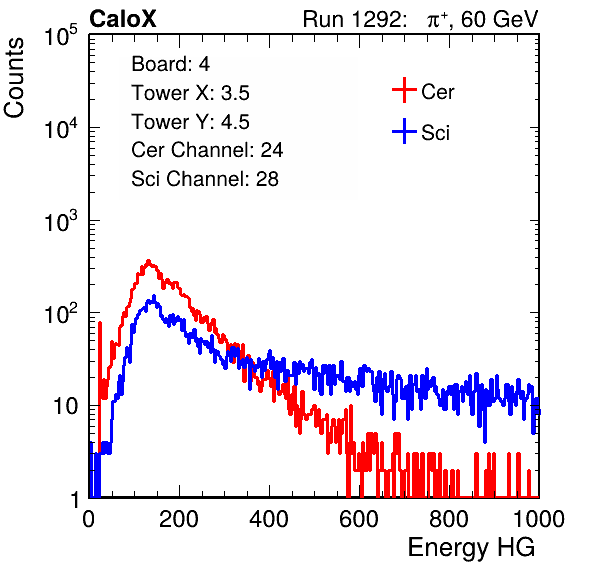 CaloX Run 1292: π⁺, 60 GeV
Counts
Board: 4
Tower X: 3.5
Tower Y: 4.5
Cer Channel: 24
Sci Channel: 28
Cer
Sci
10⁵
10⁴
10³
10²
10
1
0 200 400 600 800 1000
Energy HG